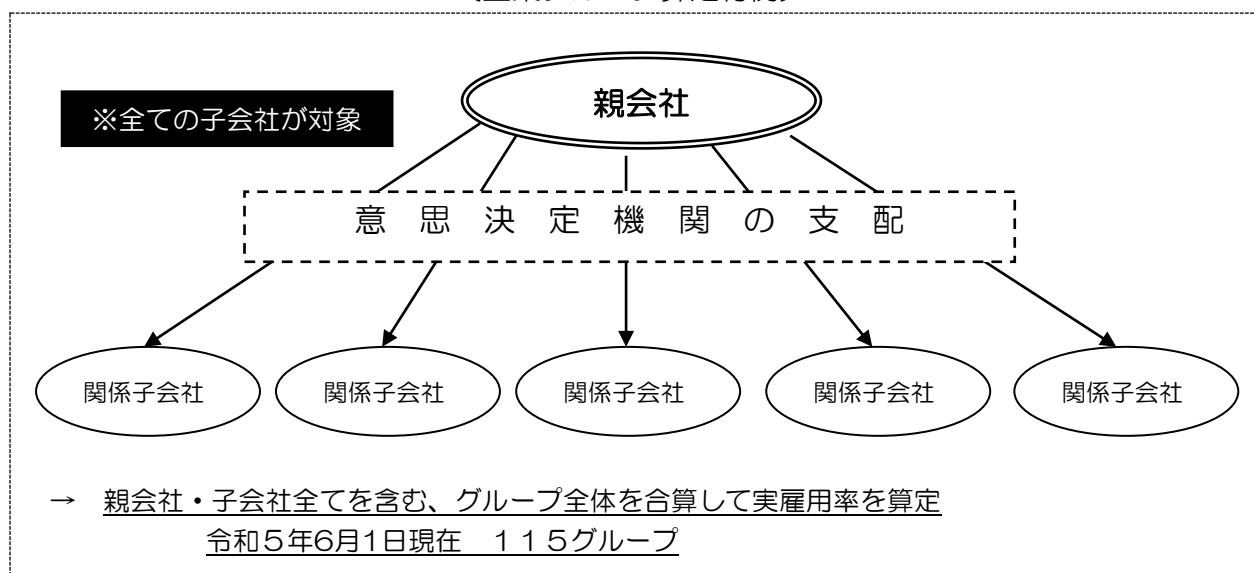 親会社
※全ての子会社が対象
意思決定機関の支配
関係子会社
関係子会社
関係子会社
関係子会社
関係子会社
→ 親会社・子会社全てを含む、グループ全体を合算して実雇用率を算定
令和５年6月1日現在 １１５グループ